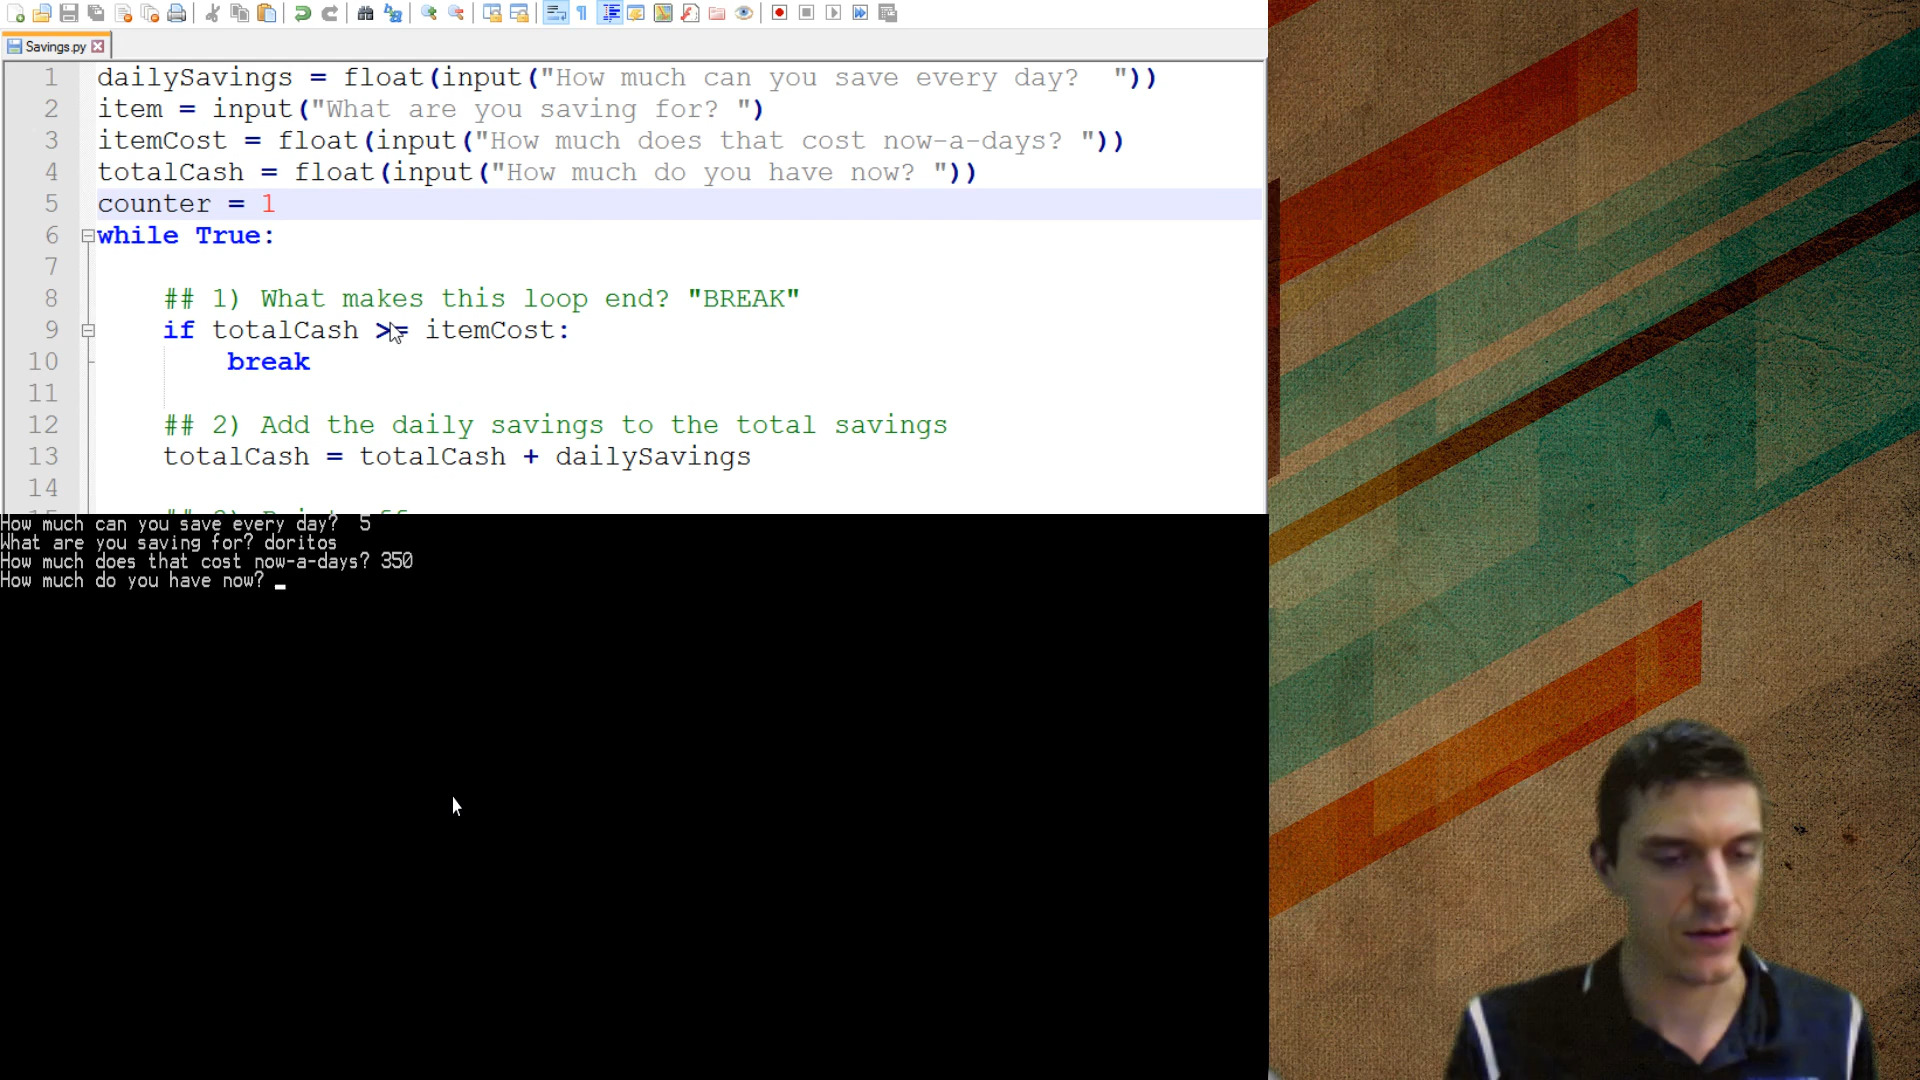 Savings.py
1 dailySavings = float(input("How much can you save every day?  "))
2 item = input("What are you saving for? ")
3 itemCost = float(input("How much does that cost now-a-days? "))
4 totalCash = float(input("How much do you have now? "))
5 counter = 1
6 while True:
7
8 ## 1) What makes this loop end? "BREAK"
9 if totalCash >= itemCost:
10 break
11
12 ## 2) Add the daily savings to the total savings
13 totalCash = totalCash + dailySavings
14
How much can you save every day?  5
What are you saving for? doritos
How much does that cost now-a-days? 350
How much do you have now?